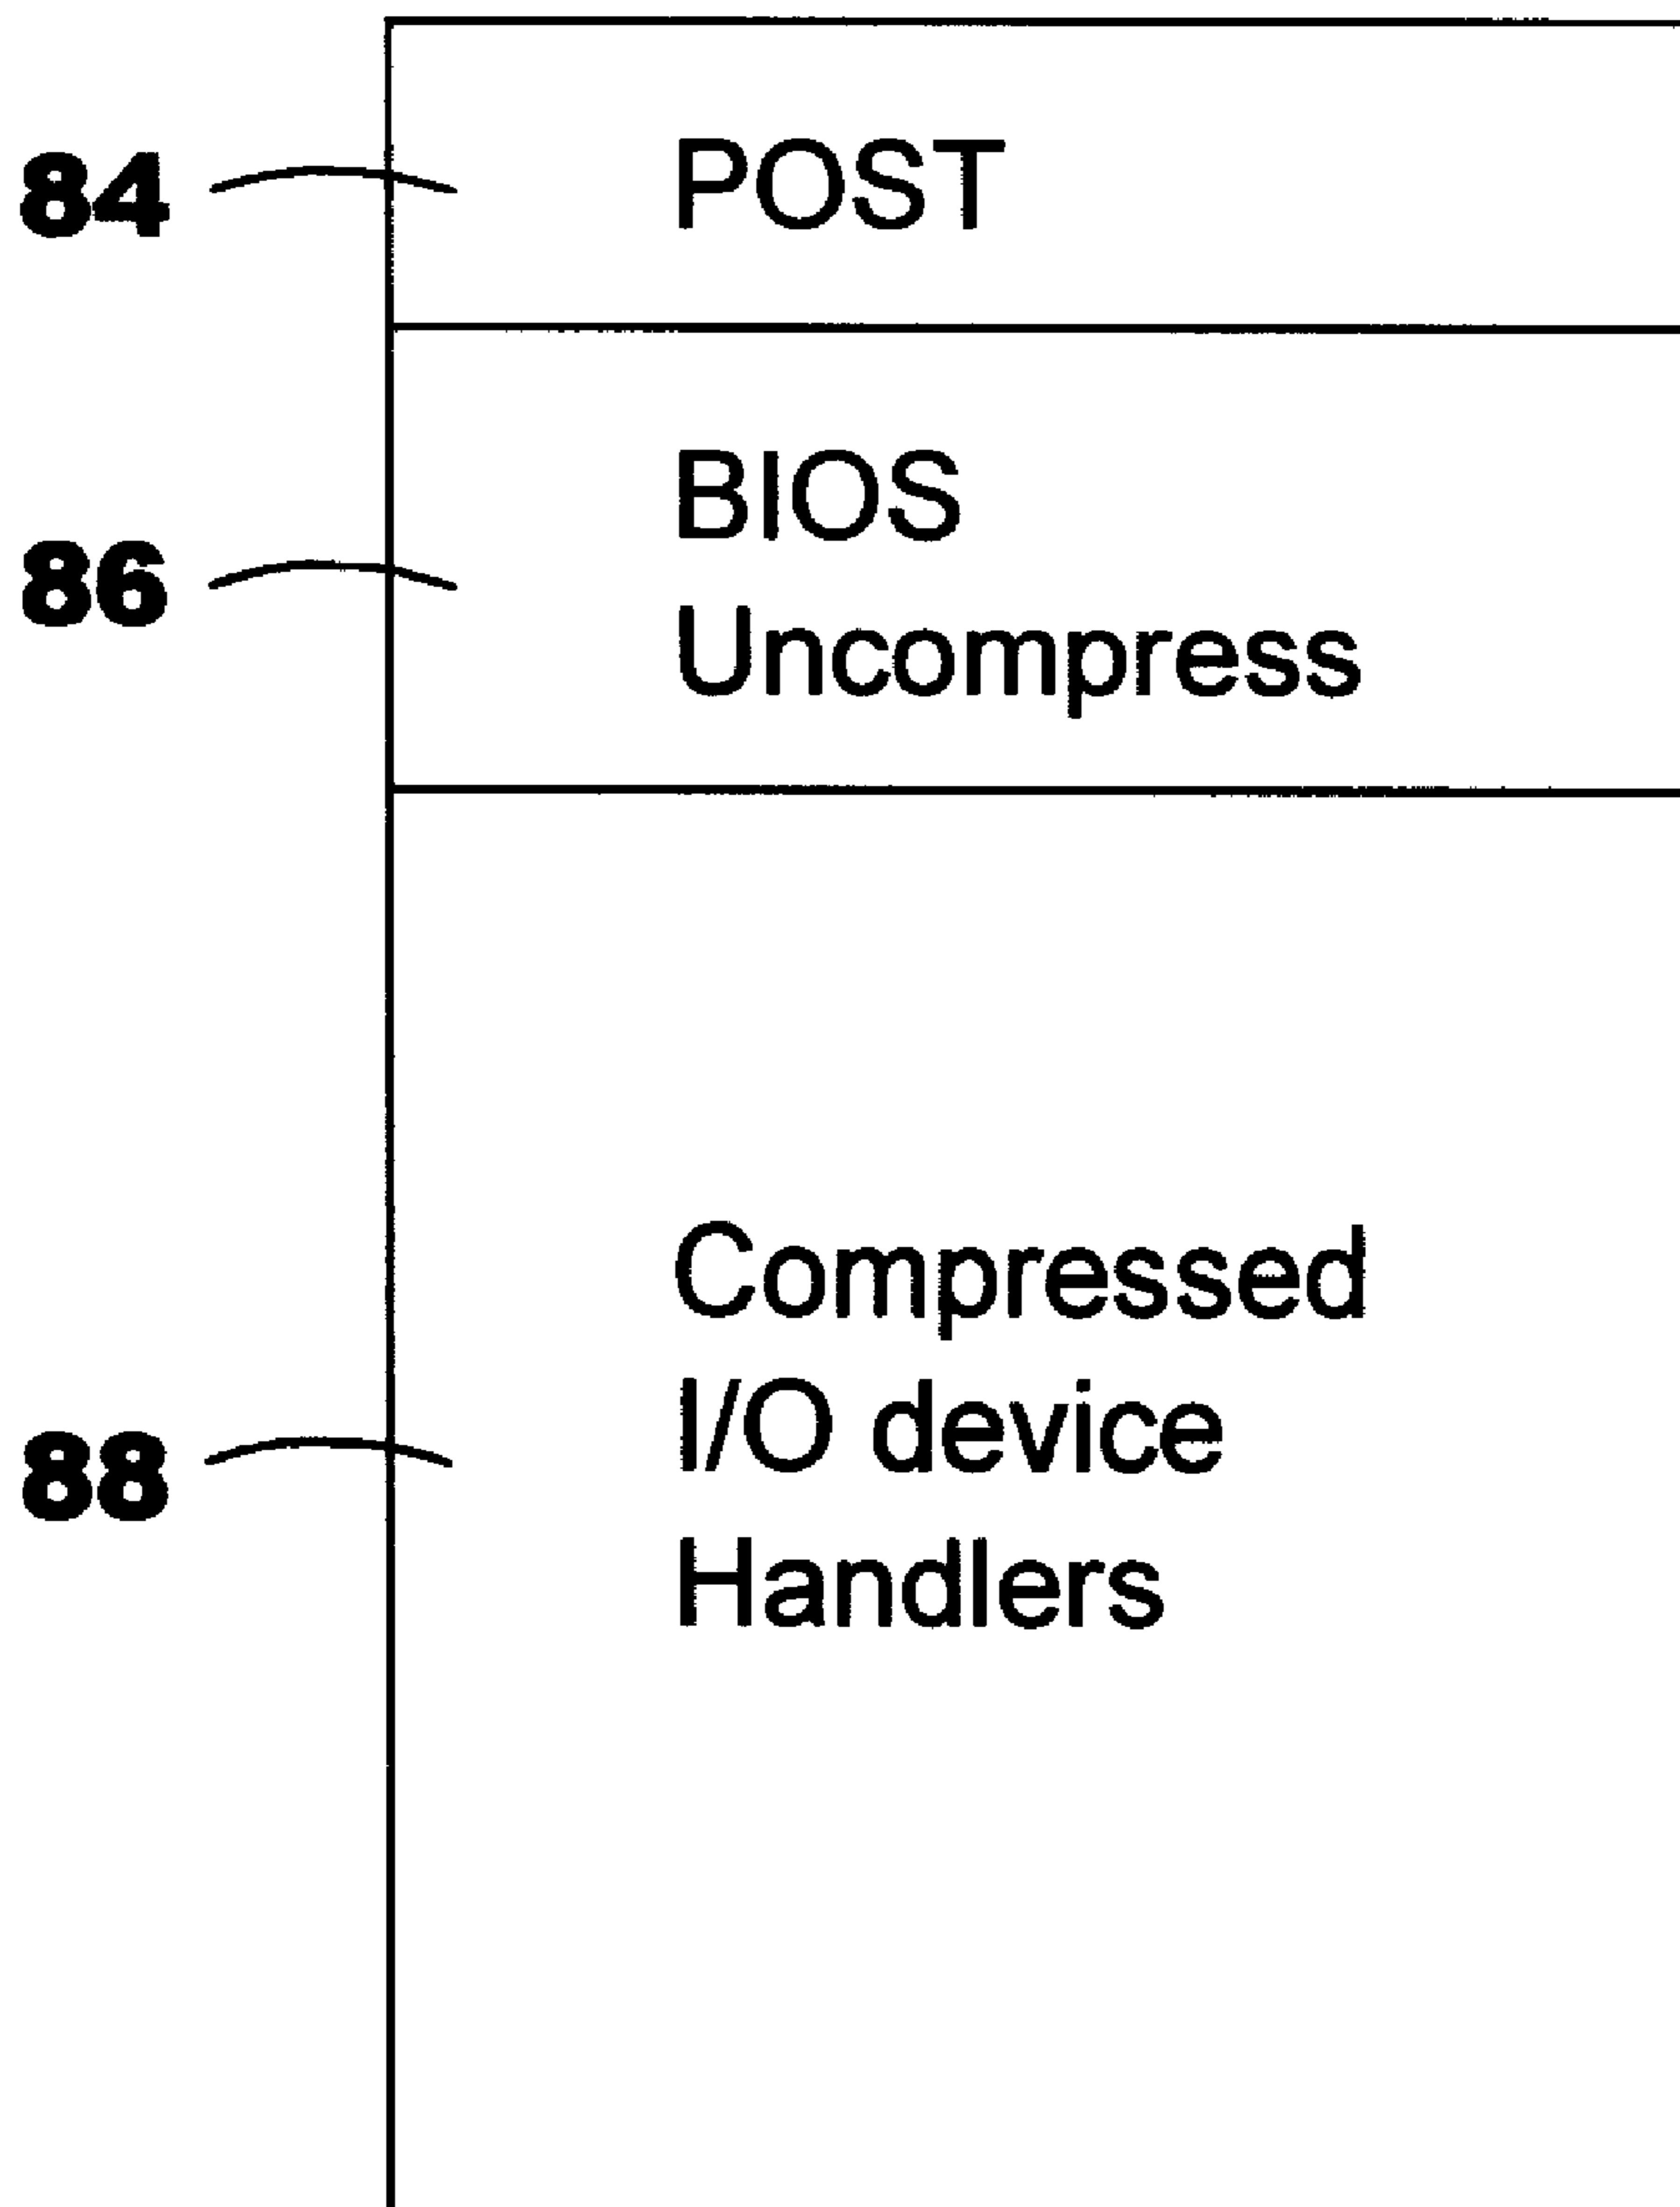 84 POST
BIOS
86
Uncompress
Compressed
I/O device
88
Handlers